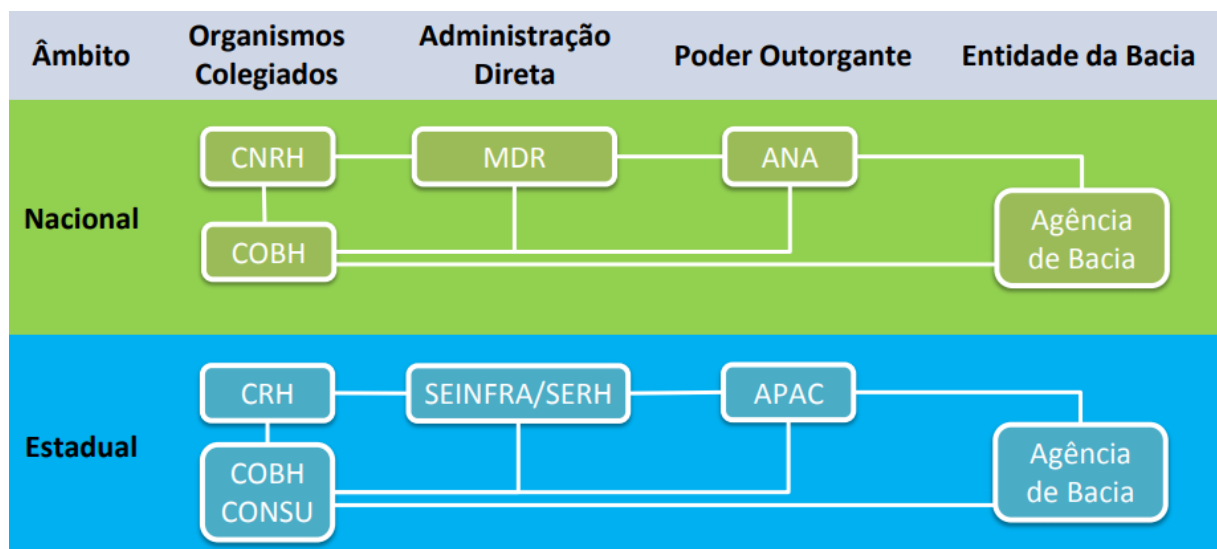 Âmbito
Organismos
Colegiados
Administração
Direta
Poder Outorgante
Entidade da Bacia
Nacional
CNRH
MDR
ANA
COBH
Agência
de Bacia
Estadual
CRH
SEINFRA/SERH
APAC
COBH
CONSU
Agência
de Bacia